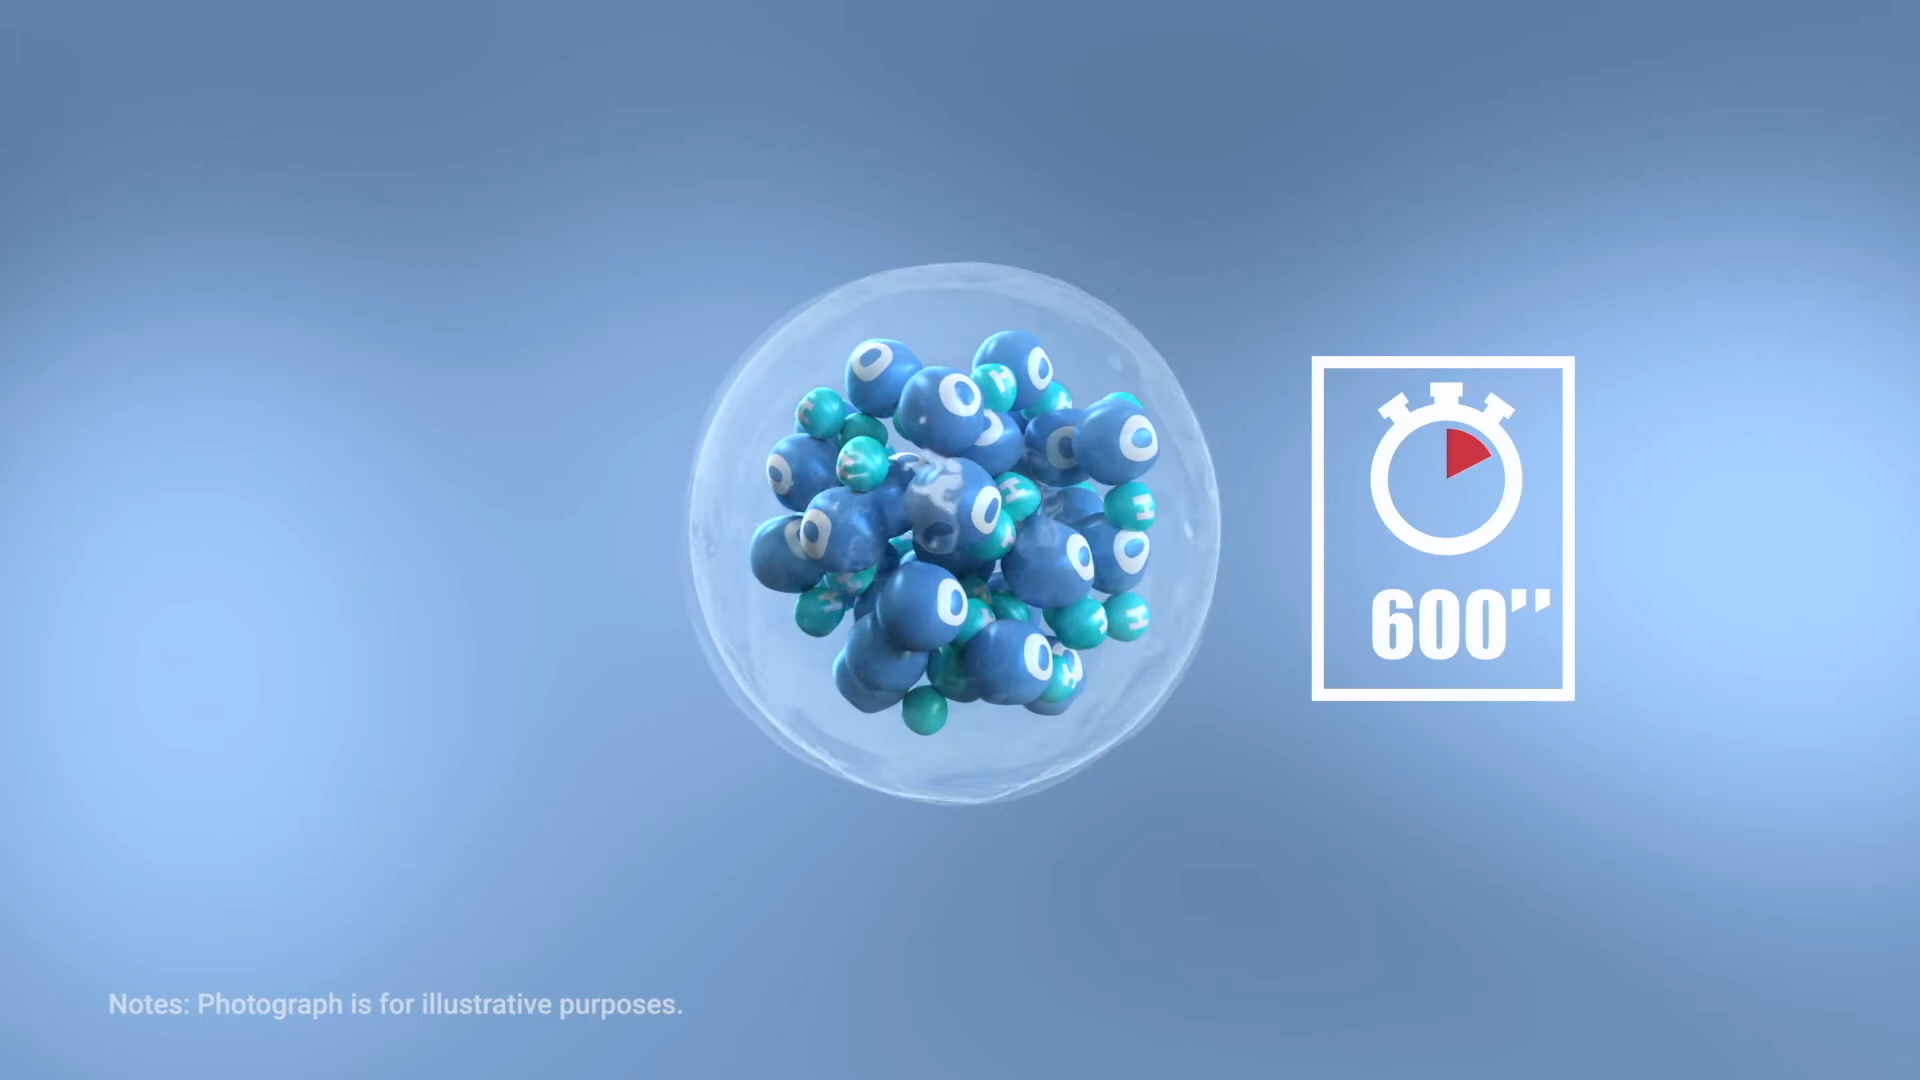 O
O
O
H
H
O
O
O
O
H
H
H
O
O
O
O
O
H
H
H
O
O
H
600’’
Notes: Photograph is for illustrative purposes.